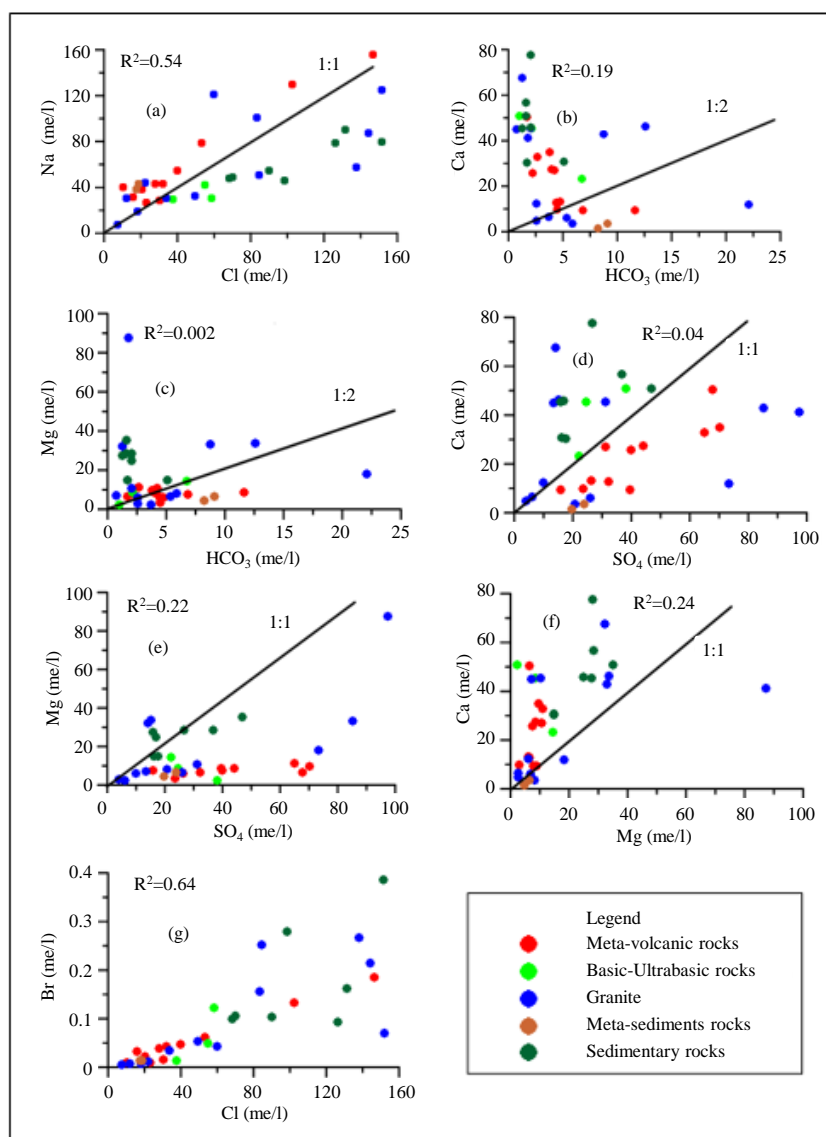 R²=0.54
1:1
(a)
Na (me/l)
160
120
80
40
0
0 40 80 120 144 160
Cl (me/l)
R²=0.19
(b)
1:2
Ca (me/l)
80
60
40
20
0
0 5 10 15 20 25
HCO₃ (me/l)
R²=0.002
(c)
1:2
Mg (me/l)
100
80
60
40
20
0
0 5 10 15 20 25
HCO₃ (me/l)
R²=0.04
(d)
1:1
Ca (me/l)
80
60
40
20
0
0 20 40 60 80 100
SO₄ (me/l)
R²=0.22
1:1
(e)
Mg (me/l)
100
80
60
40
20
0
0 20 40 60 80 100
SO₄ (me/l)
R²=0.24
(f)
1:1
Ca (me/l)
80
60
40
20
0
0 20 40 60 80 100
Mg (me/l)
R²=0.64
(g)
Br (me/l)
0.4
0.3
0.2
0.1
0
0 40 80 120 160
Cl (me/l)
Legend
Meta-volcanic rocks
Basic-Ultrabasic rocks
Granite
Meta-sediments rocks
Sedimentary rocks